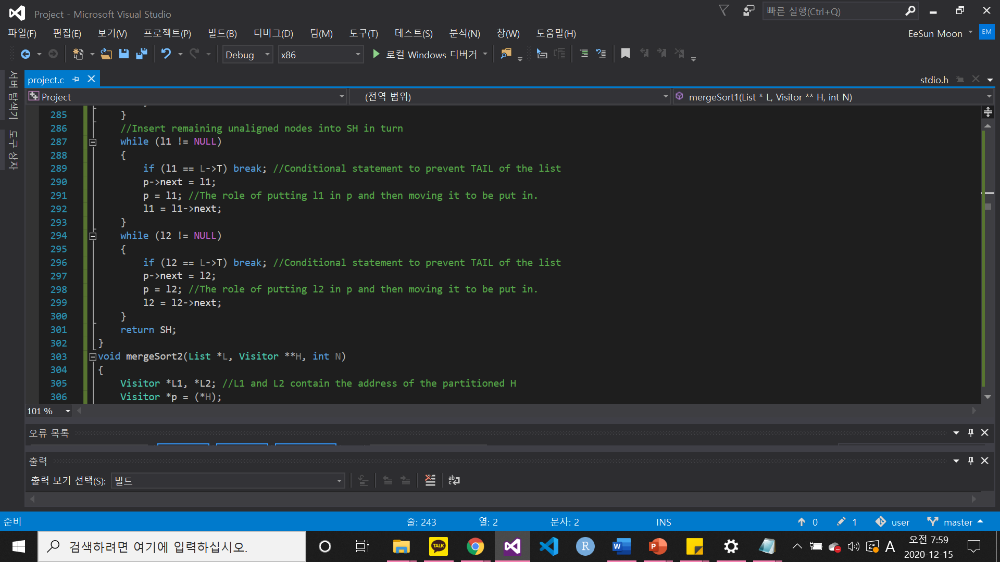 Project - Microsoft Visual Studio
빠른 실행(Ctrl+Q)
파일(F) 편집(E) 보기(V) 프로젝트(P) 빌드(B) 디버그(D) 팀(M) 도구(T) 테스트(S) 분석(N) 창(W) 도움말(H)
EeSun Moon EM
Debug x86 로컬 Windows 디버거
서버 탐색기
도구 상자
project.c
stdio.h
Project (전역 범위) mergeSort1(List * L, Visitor ** H, int N)
285 }
286 //Insert remaining unaligned nodes into SH in turn
287 while (l1 != NULL)
288 {
289 if (l1 == L->T) break; //Conditional statement to prevent TAIL of the list
290 p->next = l1;
291 p = l1; //The role of putting l1 in p and then moving it to be put in.
292 l1 = l1->next;
293 }
294 while (l2 != NULL)
295 {
296 if (l2 == L->T) break; //Conditional statement to prevent TAIL of the list
297 p->next = l2;
298 p = l2; //The role of putting l2 in p and then moving it to be put in.
299 l2 = l2->next;
300 }
301 return SH;
302 }
303 void mergeSort2(List *L, Visitor **H, int N)
304 {
305 Visitor *L1, *L2; //L1 and L2 contain the address of the partitioned H
306 Visitor *p = (*H);
101 %
오류 목록
출력
출력 보기 선택(S): 빌드
준비 줄: 243 열: 2 문자: 2 INS 0 1 user master
검색하려면 여기에 입력하십시오.
TALK
R
W
P
A
오전 7:59
2020-12-15